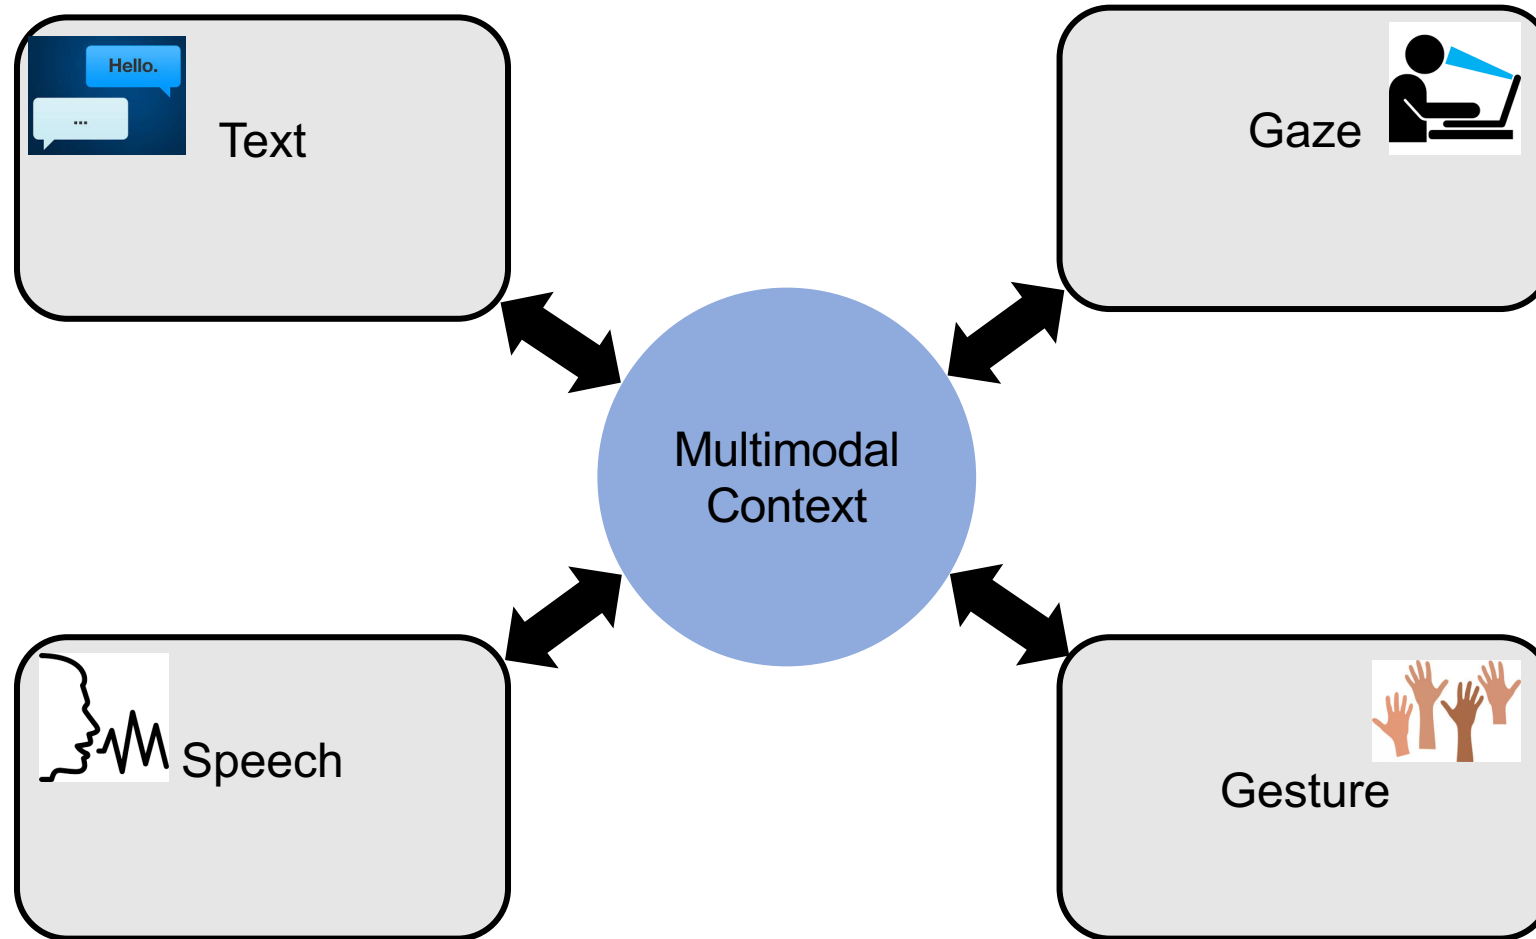 Hello.
...
Text
Gaze
Multimodal
Context
Speech
Gesture